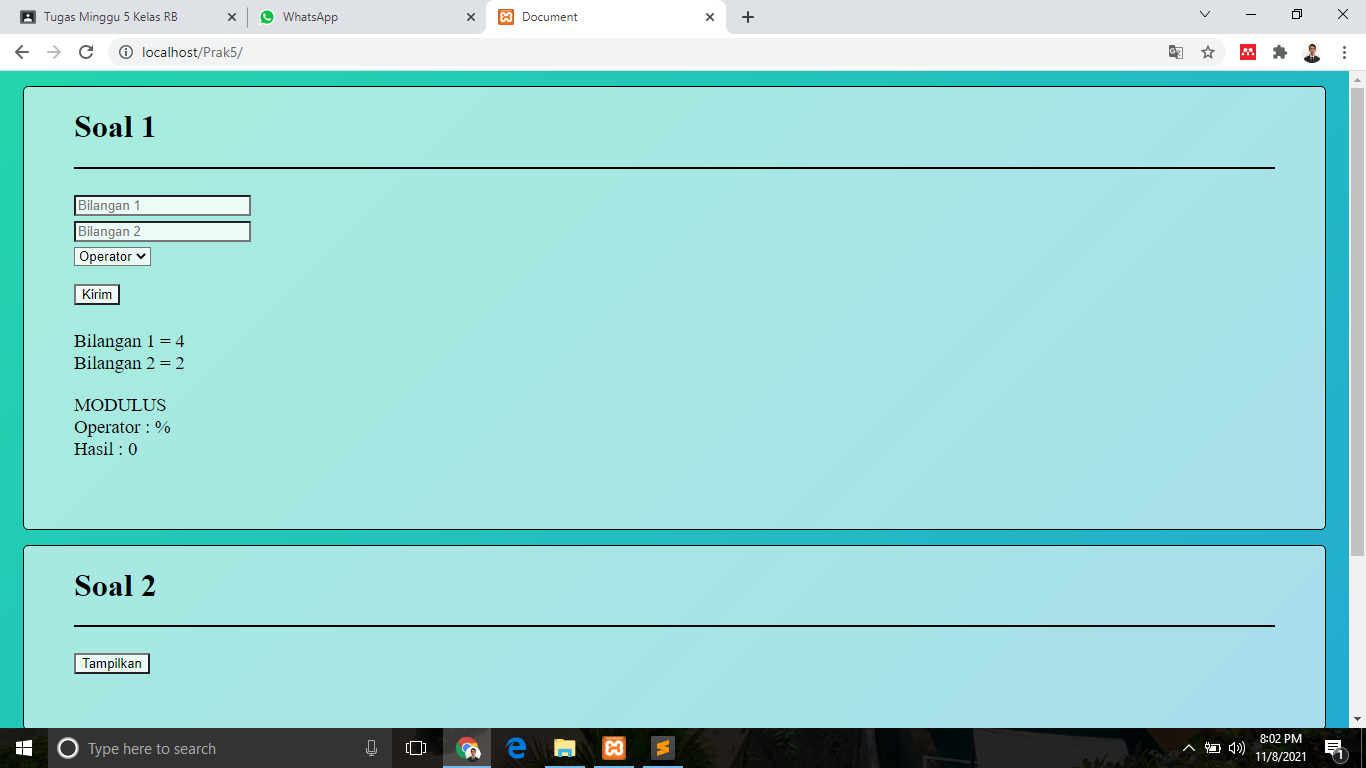 Tugas Minggu 5 Kelas RB
WhatsApp
Document
localhost/Prak5/
Soal 1
Bilangan 1
Bilangan 2
Operator
Kirim
Bilangan 1 = 4
Bilangan 2 = 2
MODULUS
Operator : %
Hasil : 0
Soal 2
Tampilkan
Type here to search
8:02 PM
11/8/2021
1